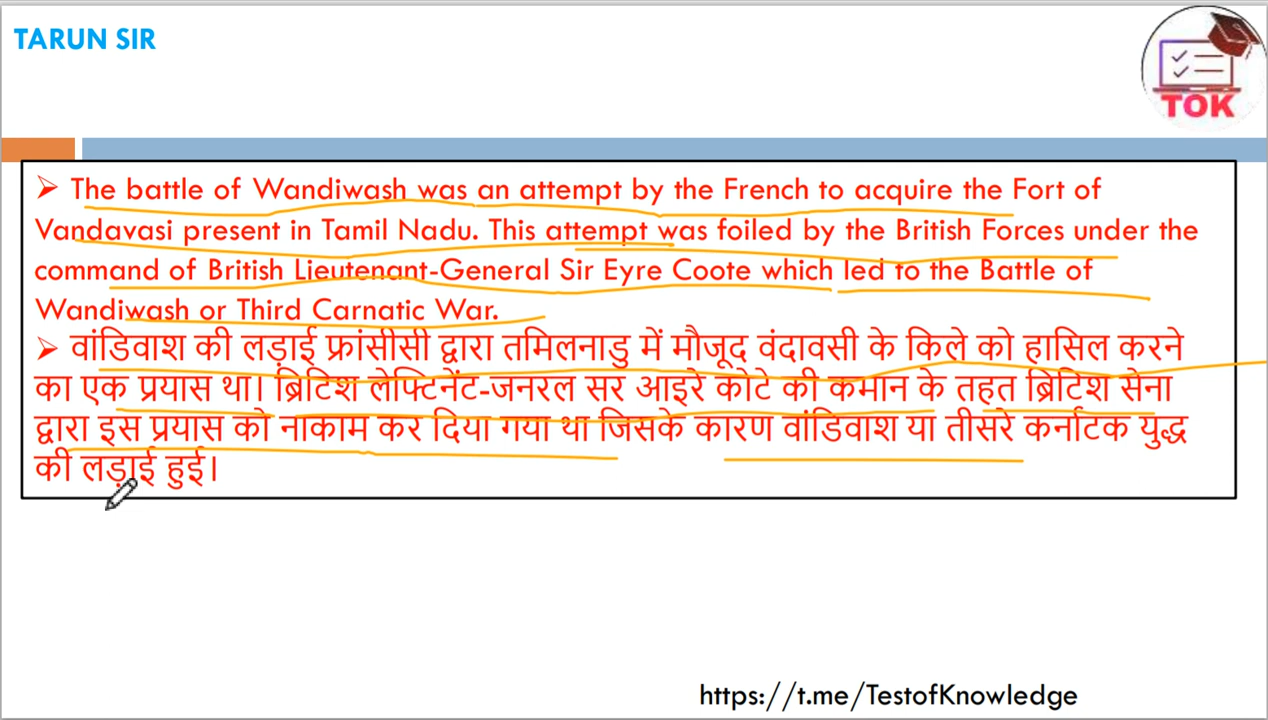 TARUN SIR
TOK
➢ The battle of Wandiwash was an attempt by the French to acquire the Fort of
Vandavasi present in Tamil Nadu. This attempt was foiled by the British Forces under the
command of British Lieutenant-General Sir Eyre Coote which led to the Battle of
Wandiwash or Third Carnatic War.
➢ वांडिवाश की लड़ाई फ्रांसीसी द्वारा तमिलनाडु में मौजूद वंदावसी के किले को हासिल करने
का एक प्रयास था। ब्रिटिश लेफ्टिनेंट-जनरल सर आइरे कोटे की कमान के तहत ब्रिटिश सेना
द्वारा इस प्रयास को नाकाम कर दिया गया था जिसके कारण वांडिवाश या तीसरे कर्नाटक युद्ध
की लड़ाई हुई।
https://t.me/TestofKnowledge